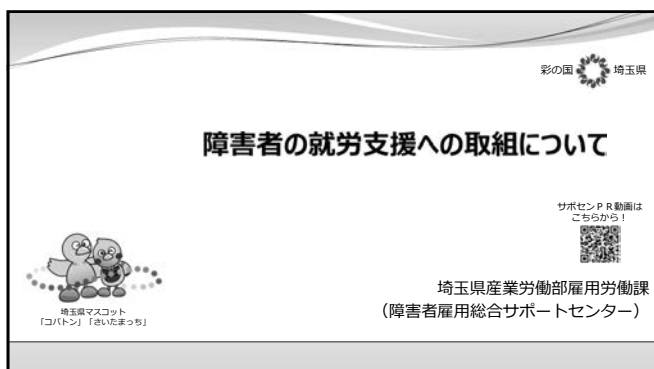 彩の国 埼玉県
障害者の就労支援への取組について
サポセンＰＲ動画は
こちらから！
埼玉県マスコット
「コバトン」「さいたまっち」
埼玉県産業労働部雇用労働課
（障害者雇用総合サポートセンター）